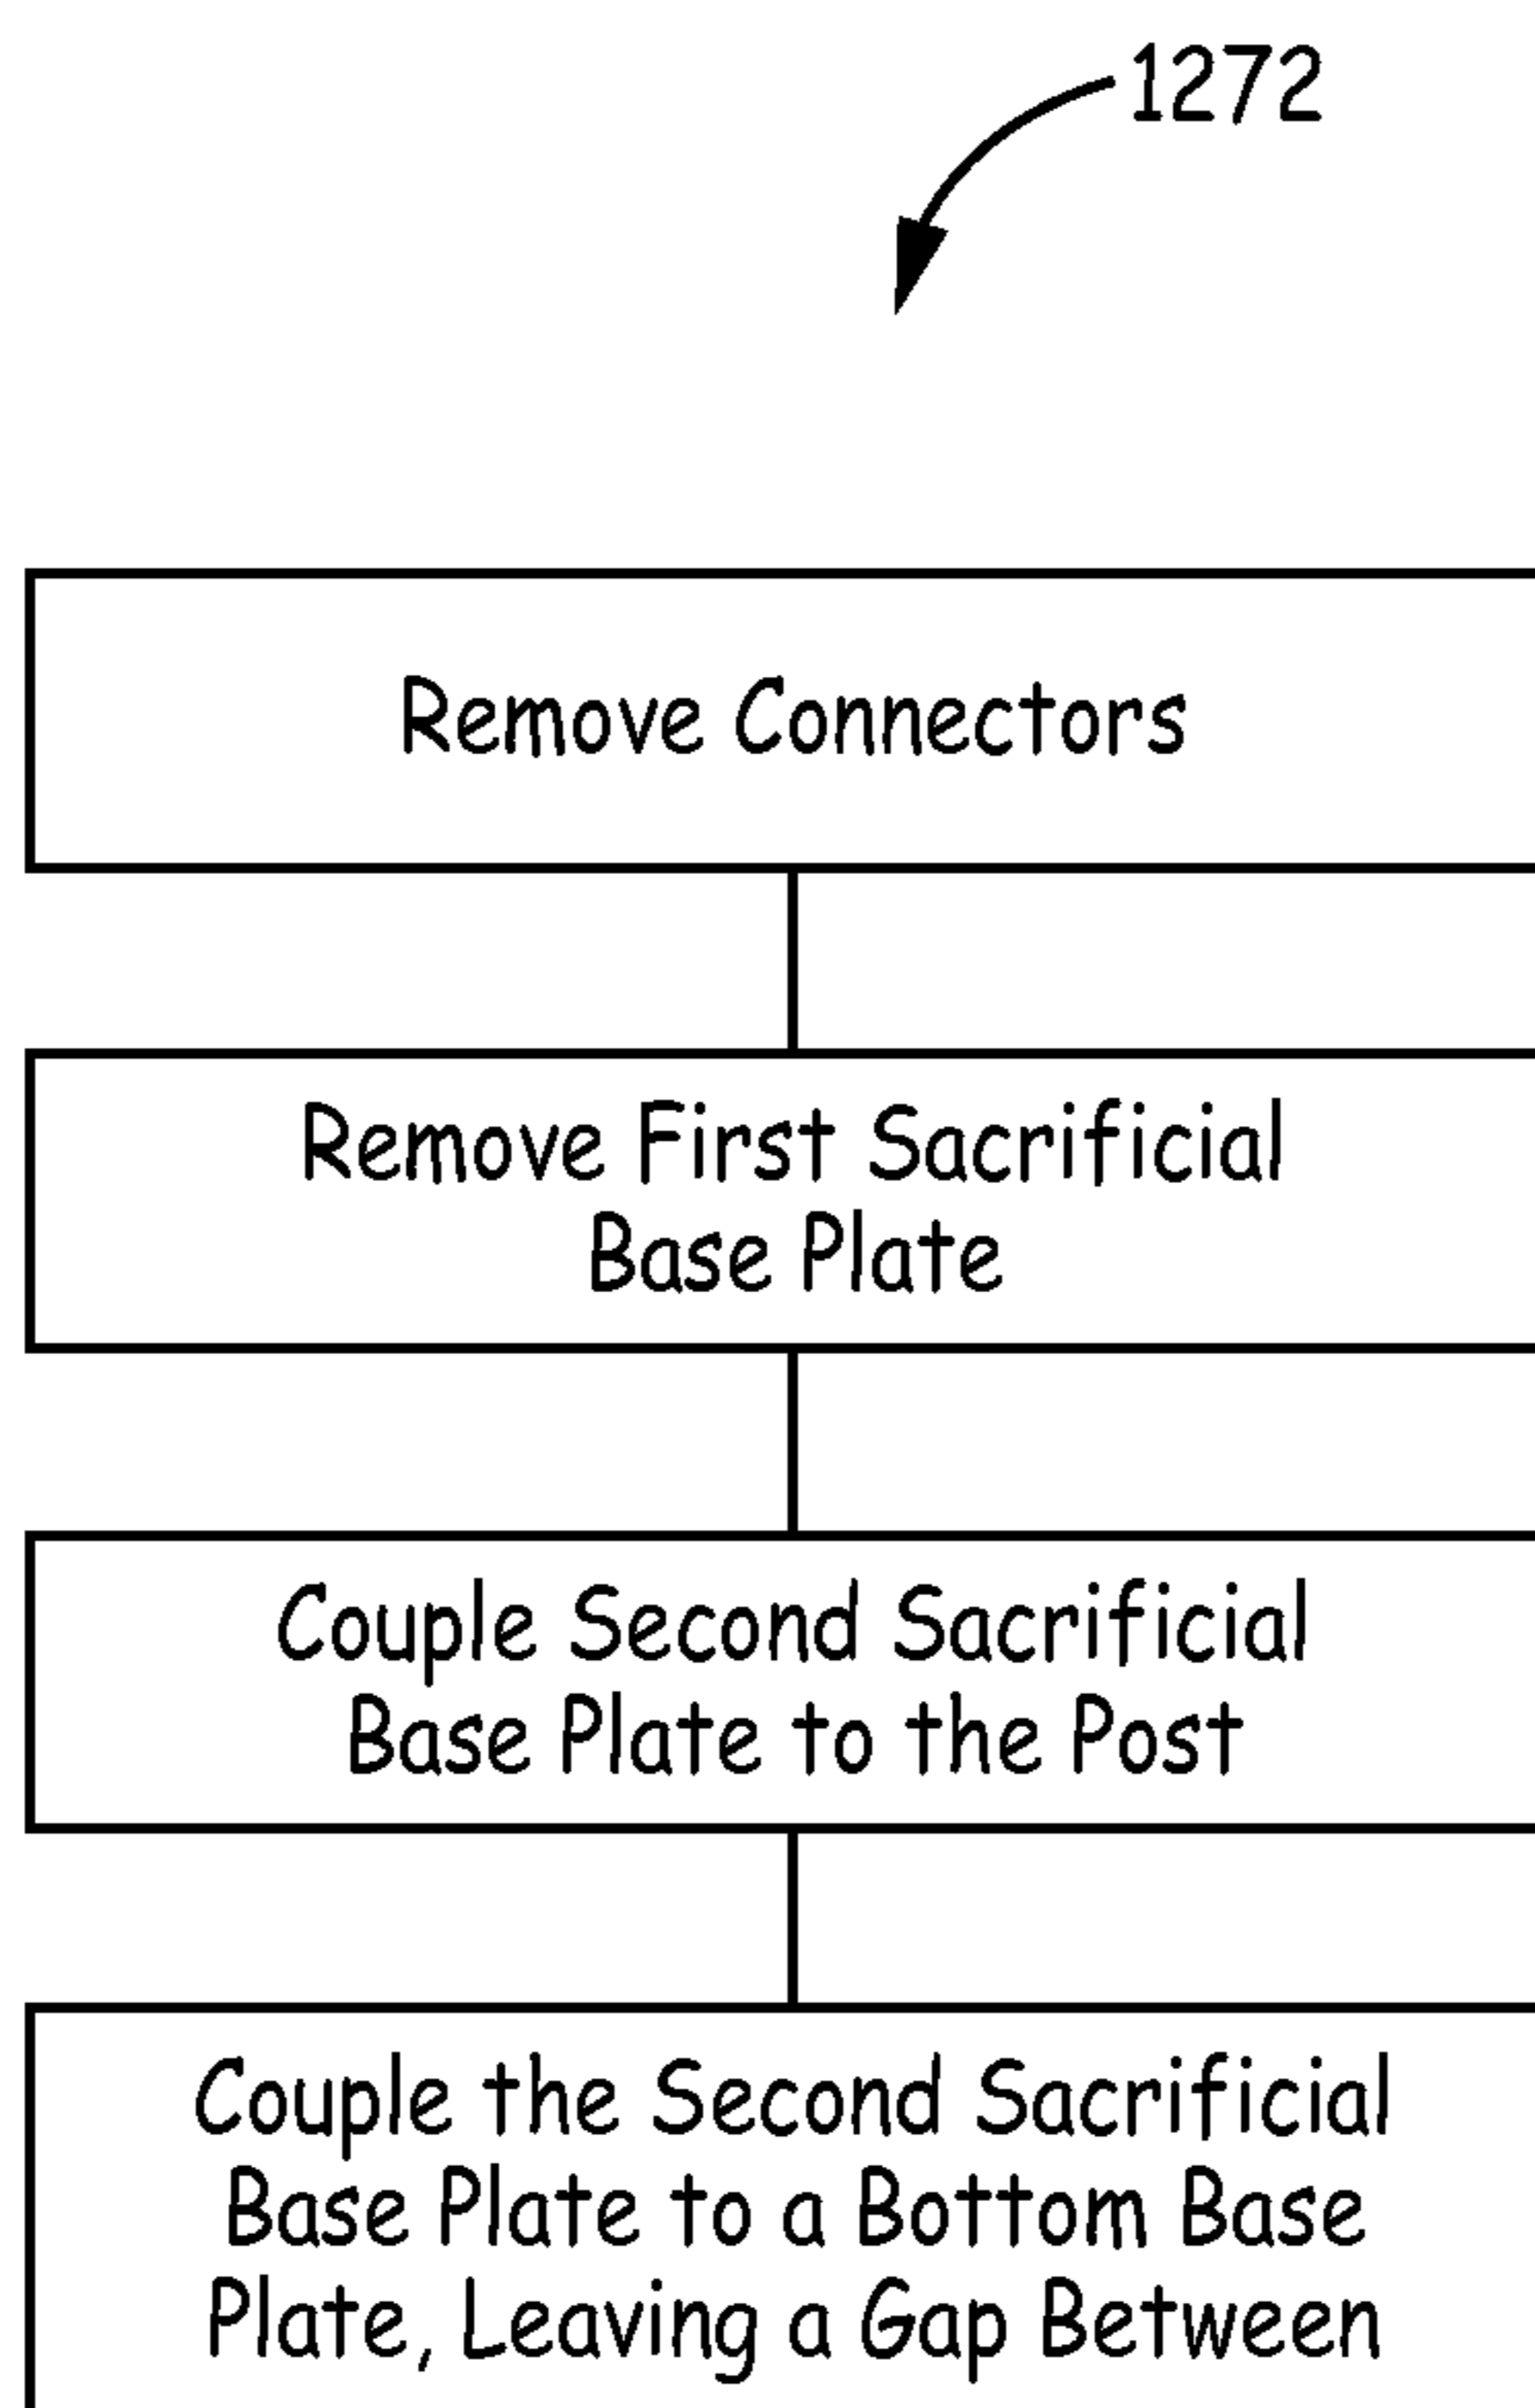 1272
Remove Connectors
Remove First Sacrificial
Base Plate
Couple Second Sacrificial
Base Plate to the Post
Couple the Second Sacrificial
Base Plate to a Bottom Base
Plate, Leaving a Gap Between